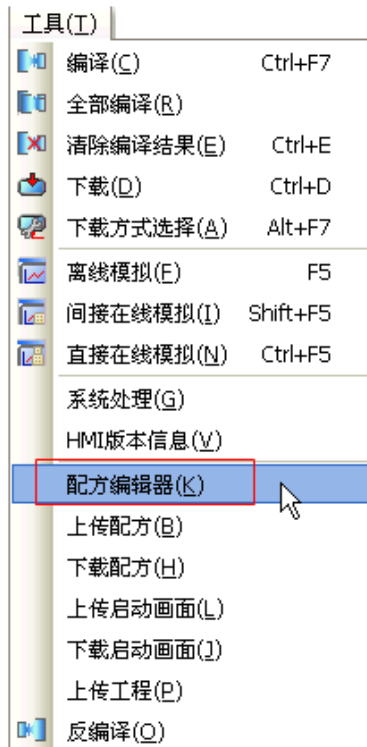 工具(T)
编译(C) Ctrl+F7
全部编译(R)
清除编译结果(E) Ctrl+E
下载(D) Ctrl+D
下载方式选择(A) Alt+F7
离线模拟(F) F5
间接在线模拟(I) Shift+F5
直接在线模拟(N) Ctrl+F5
系统处理(G)
HMI版本信息(V)
配方编辑器(K)
上传配方(B)
下载配方(H)
上传启动画面(L)
下载启动画面(J)
上传工程(P)
反编译(O)